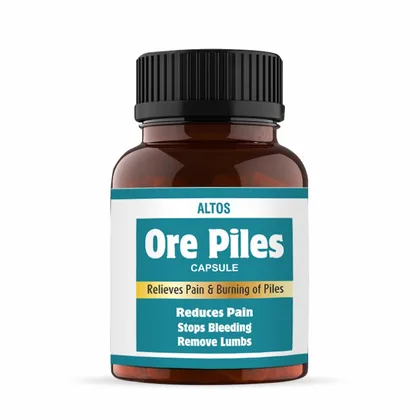 ALTOS
Ore Piles
CAPSULE
Relieves Pain & Burning of Piles
Reduces Pain
Stops Bleeding
Remove Lumbs